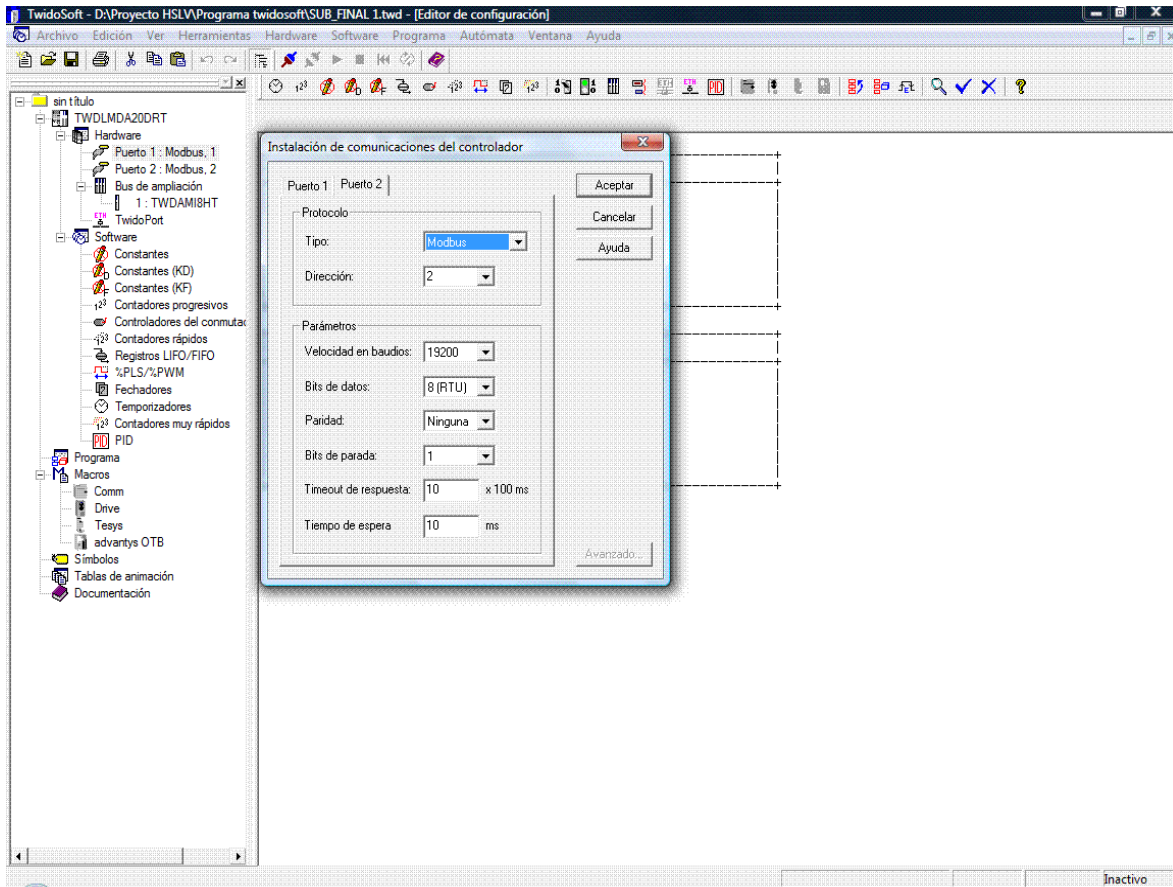 TwidoSoft - D:\Proyecto HSLV\Programa twidosoft\SUB_FINAL 1.twd - [Editor de configuración]
Archivo Edición Ver Herramientas Hardware Software Programa Autómata Ventana Ayuda
sin título
TWDLMDA20DRT
Hardware
Puerto 1 : Modbus, 1
Puerto 2 : Modbus, 2
Bus de ampliación
1 : TWDAMI8HT
TwidoPort
Software
Constantes
Constantes (KD)
Constantes (KF)
Contadores progresivos
Controladores del conmutac
Contadores rápidos
Registros LIFO/FIFO
%PLS/%PWM
Fechadores
Temporizadores
Contadores muy rápidos
PID
Programa
Macros
Comm
Drive
Tesys
advantys OTB
Símbolos
Tablas de animación
Documentación
Instalación de comunicaciones del controlador
Puerto 1 Puerto 2
Aceptar
Cancelar
Ayuda
Protocolo
Tipo: Modbus
Dirección: 2
Parámetros
Velocidad en baudios: 19200
Bits de datos: 8 (RTU)
Paridad: Ninguna
Bits de parada: 1
Timeout de respuesta: 10 x 100 ms
Tiempo de espera 10 ms
Avanzado...
Inactivo